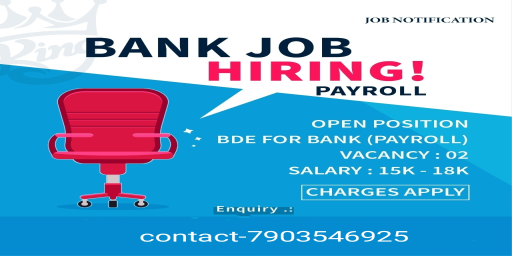 JOB NOTIFICATION
BANK JOB
HIRING!
PAYROLL
OPEN POSITION
BDE FOR BANK (PAYROLL)
VACANCY : 02
SALARY : 15K - 18K
CHARGES APPLY
Enquiry .:
contact-7903546925